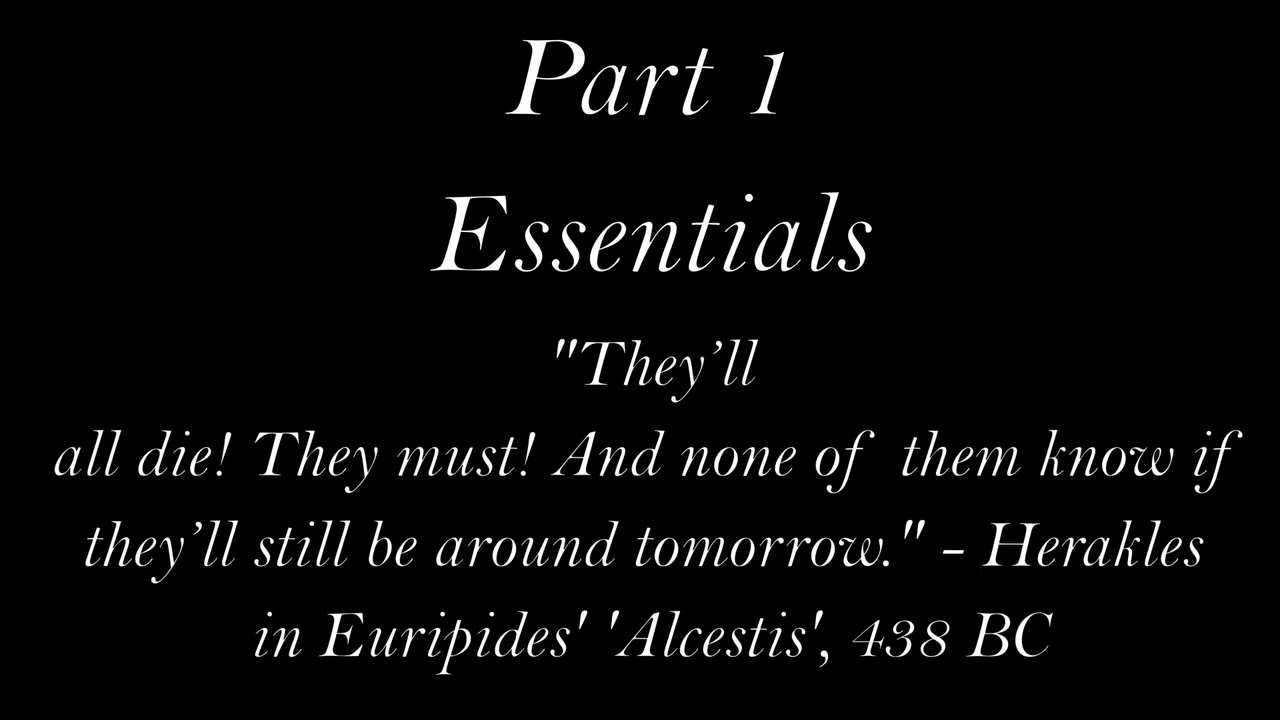 Part 1
Essentials
"They’ll
all die! They must! And none of them know if
they’ll still be around tomorrow." - Herakles
in Euripides' 'Alcestis', 438 BC